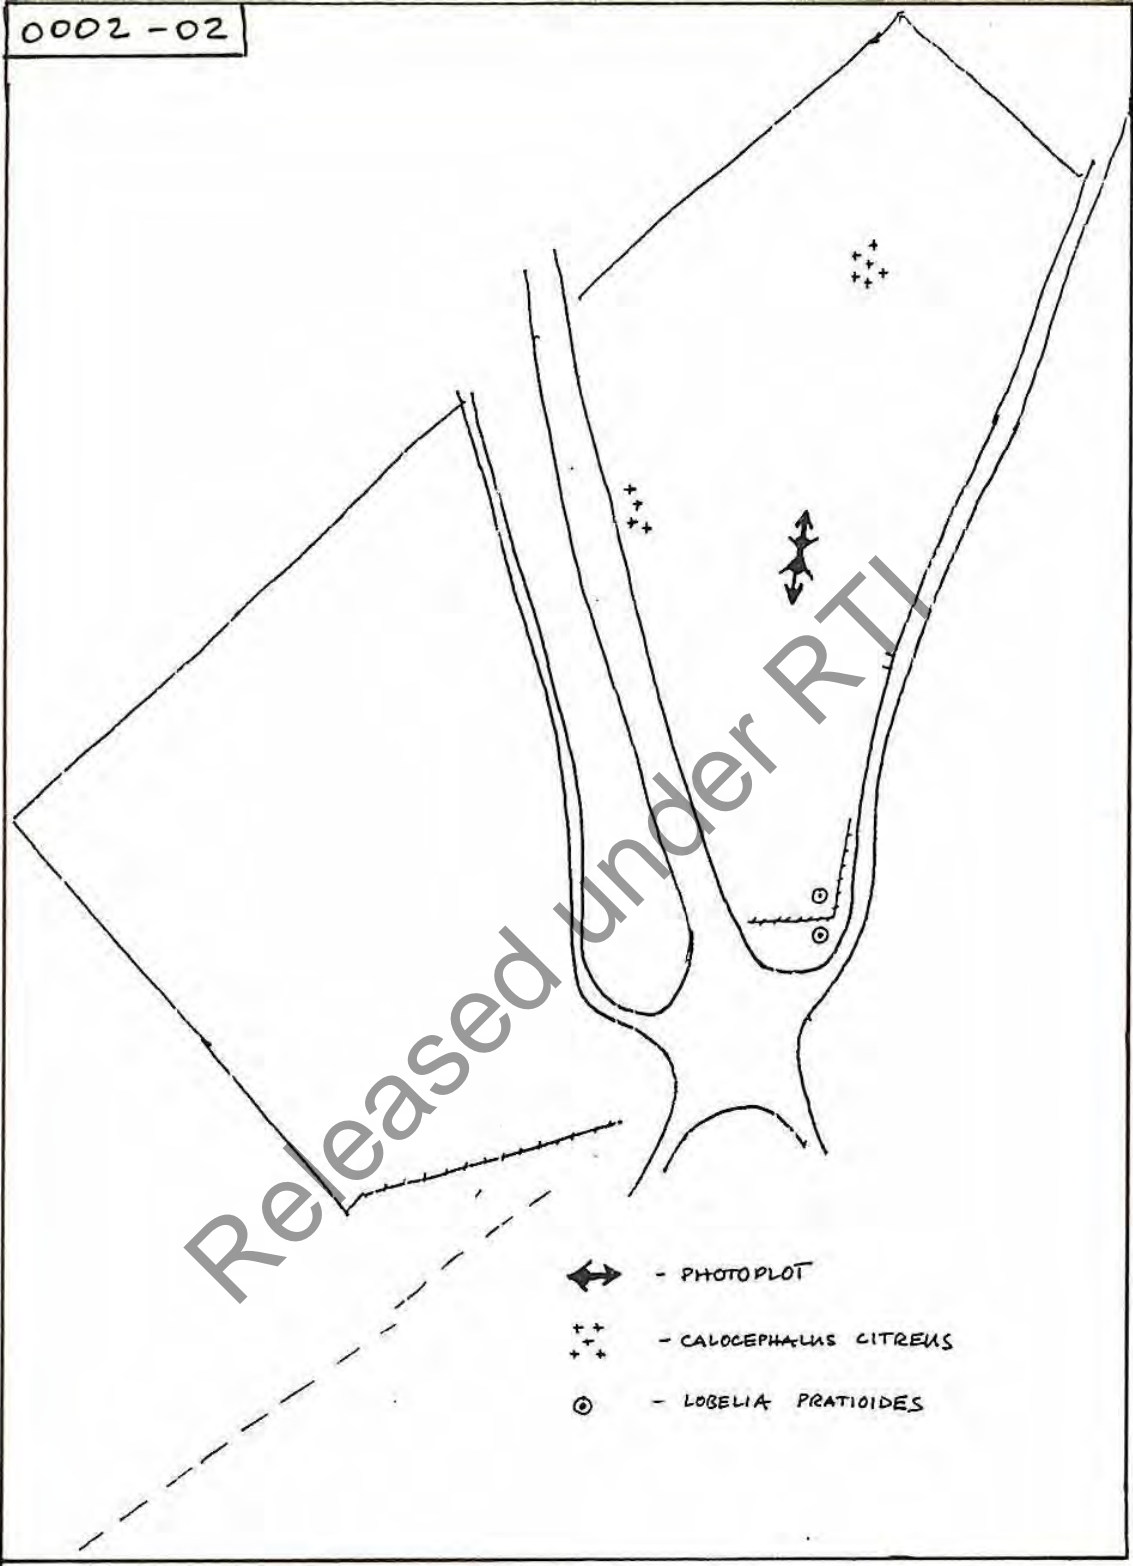 0002-02
Released under RTI
- PHOTOPLOT
- CALOCEPHALUS CITREUS
- LOBELIA PRATIOIDES